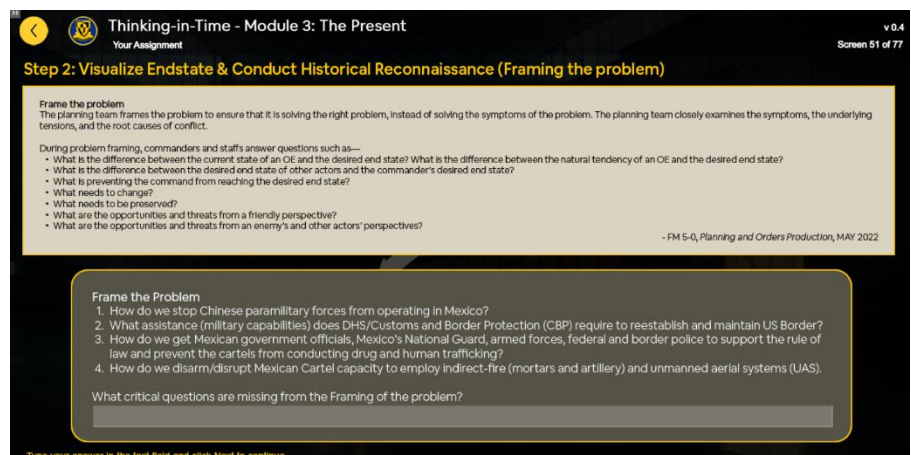 Thinking-in-Time - Module 3: The Present
v 0.4
Your Assignment
Screen 51 of 77
Step 2: Visualize Endstate & Conduct Historical Reconnaissance (Framing the problem)
Frame the problem
The planning team frames the problem to ensure that it is solving the right problem, instead of solving the symptoms of the problem. The planning team closely examines the symptoms, the underlying
tensions, and the root causes of conflict.
During problem framing, commanders and staffs answer questions such as—
• What is the difference between the current state of an OE and the desired end state? What is the difference between the natural tendency of an OE and the desired end state?
• What is the difference between the desired end state of other actors and the commander's desired end state?
• What is preventing the command from reaching the desired end state?
• What needs to change?
• What needs to be preserved?
• What are the opportunities and threats from a friendly perspective?
• What are the opportunities and threats from an enemy's and other actors' perspectives?
- FM 5-0, Planning and Orders Production, MAY 2022
Frame the Problem
1. How do we stop Chinese paramilitary forces from operating in Mexico?
2. What assistance (military capabilities) does DHS/Customs and Border Protection (CBP) require to reestablish and maintain US Border?
3. How do we get Mexican government officials, Mexico's National Guard, armed forces, federal and border police to support the rule of
law and prevent the cartels from conducting drug and human trafficking?
4. How do we disarm/disrupt Mexican Cartel capacity to employ indirect-fire (mortars and artillery) and unmanned aerial systems (UAS).
What critical questions are missing from the Framing of the problem?
Type your answer in the text field and click Next to continue